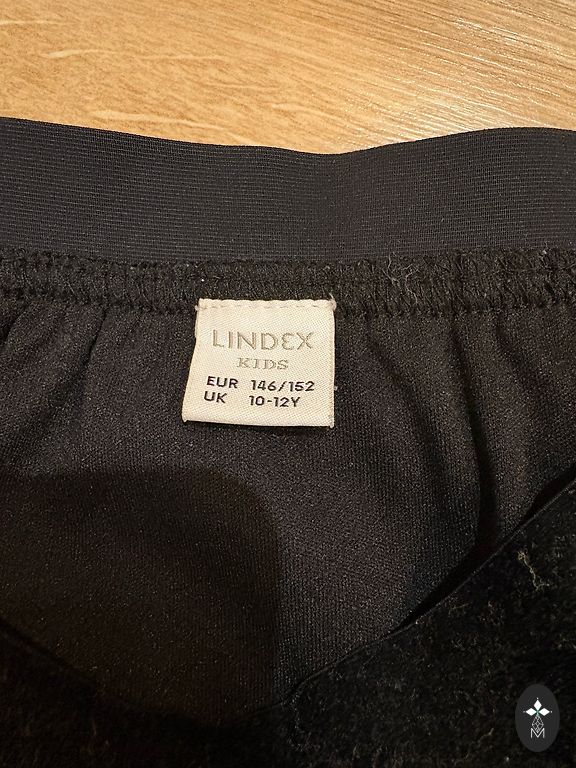 LINDEX
KIDS
EUR 146/152
UK 10-12Y
M